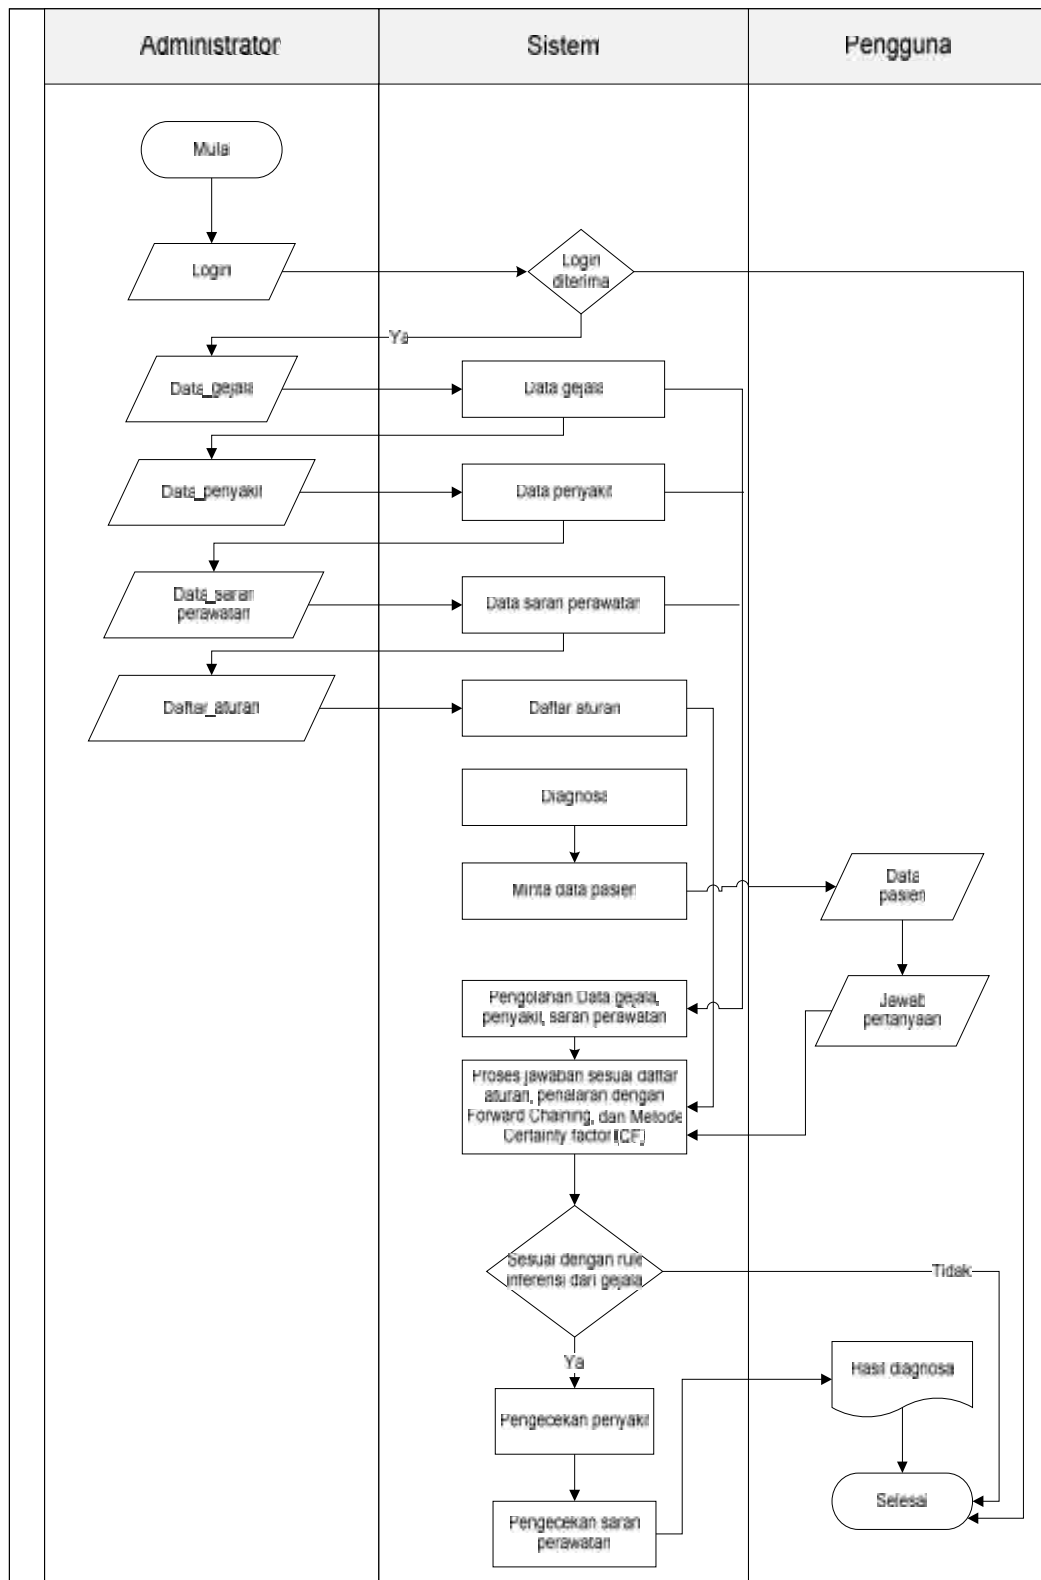 Administrator
Sistem
Pengguna
Mulai
Login
Login
diterima
Ya
Data_gejala
Data gejala
Data_penyakit
Data penyakit
Data_saran
perawatan
Data saran perawatan
Daftar_aturan
Daftar aturan
Diagnosa
Minta data pasien
Data
pasien
Pengolahan Data gejala,
penyakit, saran perawatan
Jawab
pertanyaan
Proses jawaban sesuai daftar
aturan, penalaran dengan
Forward Chaining, dan Metode
Certainty factor (CF)
Sesuai dengan rule
inferensi dari gejala
Tidak
Ya
Hasil diagnosa
Pengecekan penyakit
Selesai
Pengecekan saran
perawatan